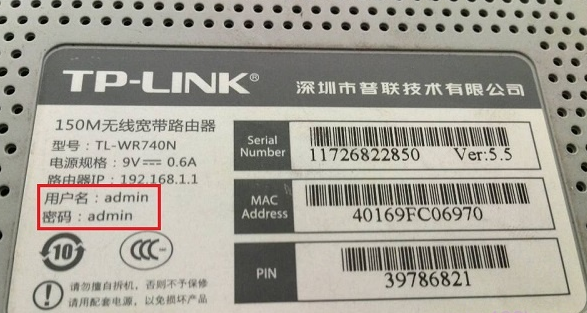 TP-LINK®
深圳市普联技术有限公司
150M无线宽带路由器
型号：TL-WR740N
电源规格：9V⎓0.6A
路由器IP：192.168.1.1
用户名：admin
密码：admin
10
CCC
请勿擅自拆机，否则不予保修
请用配套电源，以免损坏产品
Serial Number
11726822850 Ver:5.5
MAC Address
40169FC06970
PIN
39786821